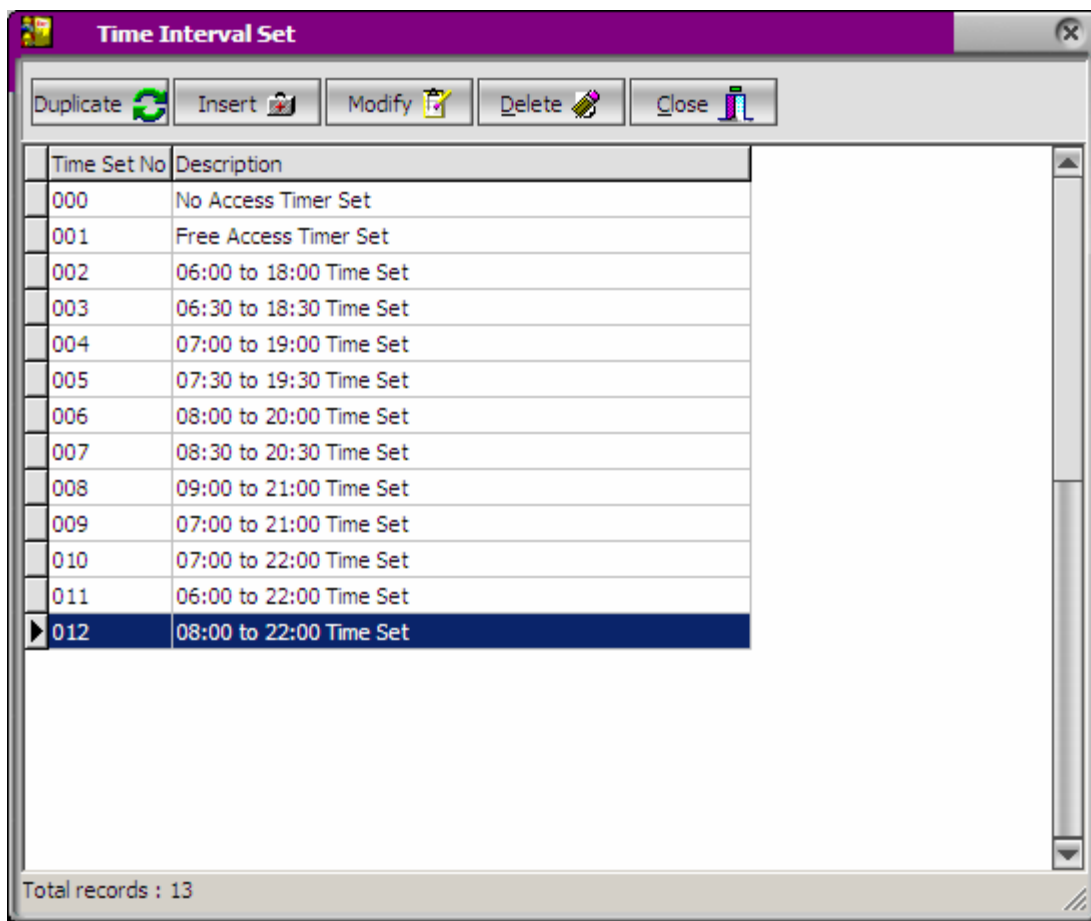 Time Interval Set
Duplicate Insert Modify Delete Close
Time Set No Description
000 No Access Timer Set
001 Free Access Timer Set
002 06:00 to 18:00 Time Set
003 06:30 to 18:30 Time Set
004 07:00 to 19:00 Time Set
005 07:30 to 19:30 Time Set
006 08:00 to 20:00 Time Set
007 08:30 to 20:30 Time Set
008 09:00 to 21:00 Time Set
009 07:00 to 21:00 Time Set
010 07:00 to 22:00 Time Set
011 06:00 to 22:00 Time Set
012 08:00 to 22:00 Time Set
Total records : 13